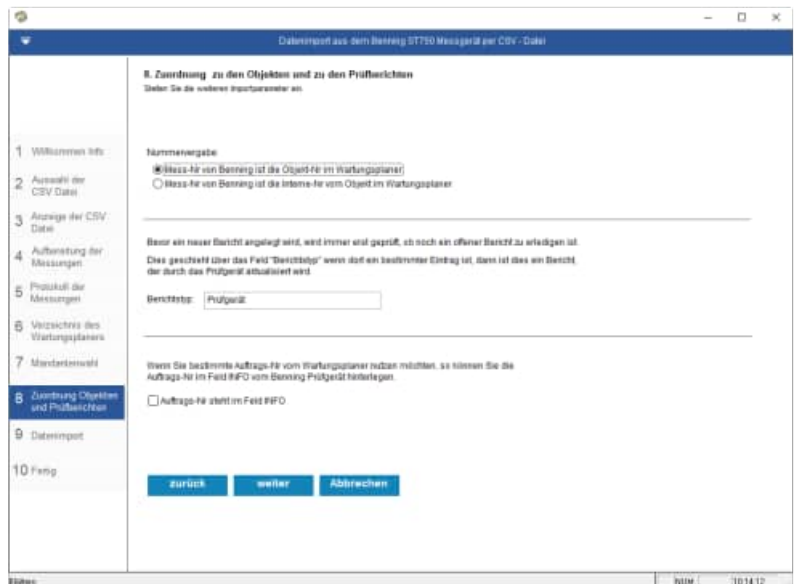 Datenimport aus dem Benning ST750 Messgerät per CSV - Datei
8. Zuordnung zu den Objekten und zu den Prüfberichten
Stellen Sie die weiteren Importparameter ein.
1 Willkommen Info
2 Auswahl der
CSV Datei
3 Anzeige der CSV
Datei
4 Aufbereitung der
Messungen
5 Protokoll der
Messungen
6 Verzeichnis des
Wartungsplaners
7 Mandantenwahl
8 Zuordnung Objekten
und Prüfberichten
9 Datenimport
10 Fertig
Nummernvergabe
Mess-Nr von Benning ist die Objekt-Nr im Wartungsplaner
Mess-Nr von Benning ist die Interne-Nr vom Objekt im Wartungsplaner
Bevor ein neuer Bericht angelegt wird, wird immer erst geprüft, ob noch ein offener Bericht zu erledigen ist.
Dies geschieht über das Feld "Berichtstyp" wenn dort ein bestimmter Eintrag ist, dann ist dies ein Bericht,
der durch das Prüfgerät aktualisiert wird.
Berichtstyp: Prüfgerät
Wenn Sie bestimmte Auftrags-Nr vom Wartungsplaner nutzen möchten, so können Sie die
Auftrags-Nr im Feld INFO vom Benning Prüfgerät hinterlegen.
Auftrags-Nr steht im Feld INFO
zurück weiter Abbrechen
NUM 10:14:12